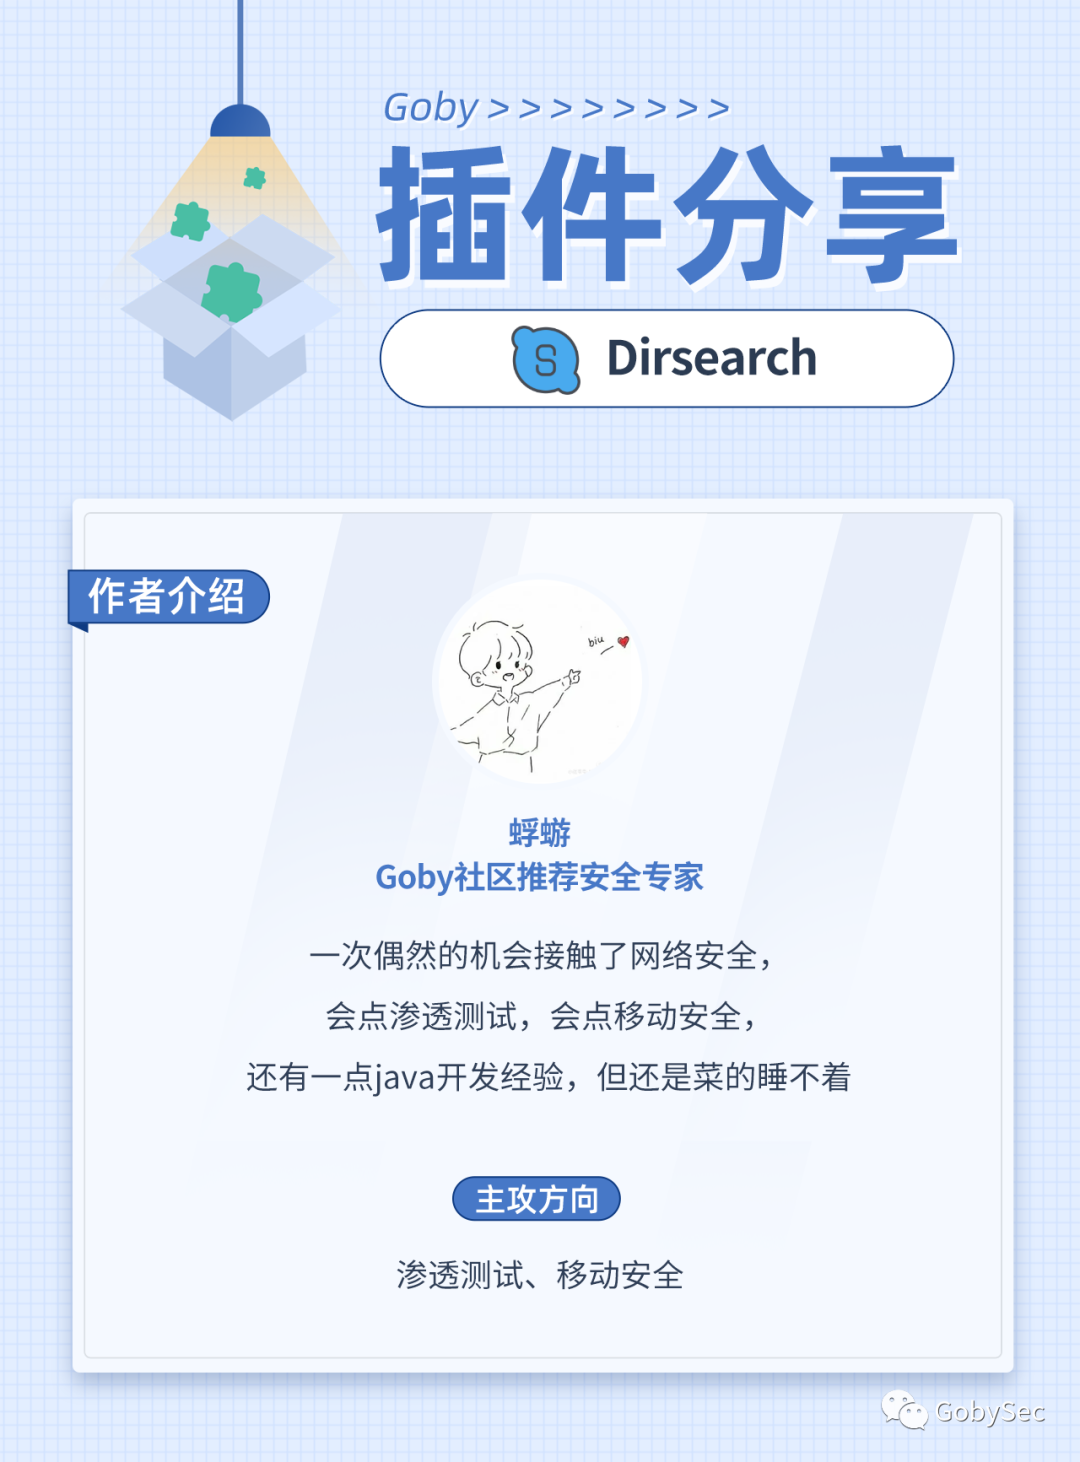 Goby>>>>>>>>
插件分享
S Dirsearch
作者介绍
biu
蜉蝣
Goby社区推荐安全专家
一次偶然的机会接触了网络安全，
会点渗透测试，会点移动安全，
还有一点java开发经验，但还是菜的睡不着
主攻方向
渗透测试、移动安全
GobySec